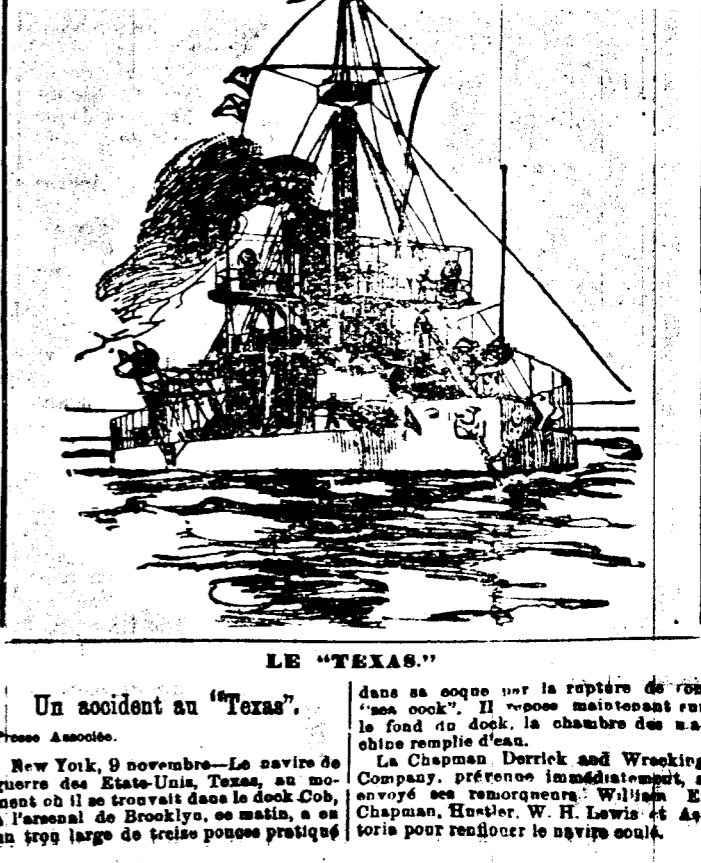 LE "TEXAS."
Un accident au "Texas".
Presse Associée.
New York, 9 novembre—Le navire de
guerre des Etats-Unis, Texas, au mo-
ment où il se trouvait dans le dock Cob,
à l'arsenal de Brooklyn, ce matin, a eu
un trou large de treize pouces pratiqué
dans sa coque par la rupture de son
"sea cock". Il repose maintenant sur
le fond du dock, la chambre des ma-
chine remplie d'eau.
La Chapman Derrick and Wrecking
Company, prévenue immédiatement, a
envoyé ses remorqueurs William E.
Chapman, Hustler, W. H. Lewis et As-
toria pour renflouer le navire coulé.